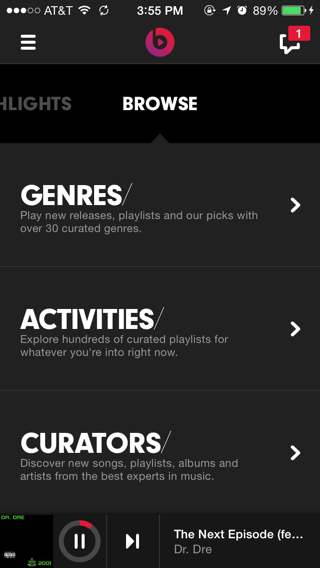 AT&T 3:55 PM 89%
1
HLIGHTS BROWSE
GENRES/
Play new releases, playlists and our picks with
over 30 curated genres.
ACTIVITIES/
Explore hundreds of curated playlists for
whatever you're into right now.
CURATORS/
Discover new songs, playlists, albums and
artists from the best experts in music.
DR. DRE
2001
The Next Episode (fe...
Dr. Dre